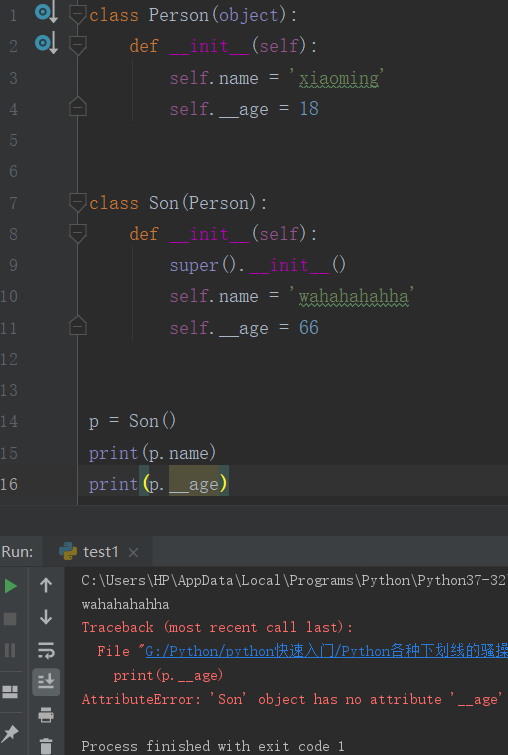 1 class Person(object):
2 def __init__(self):
3 self.name = 'xiaoming'
4 self.__age = 18
5
6
7 class Son(Person):
8 def __init__(self):
9 super().__init__()
10 self.name = 'wahahahahha'
11 self.__age = 66
12
13
14 p = Son()
15 print(p.name)
16 print(p.__age)
Run: test1 ×
C:\Users\HP\AppData\Local\Programs\Python\Python37-32
wahahahahha
Traceback (most recent call last):
File "G:/Python/python快速入门/Python各种下划线的骚操
print(p.__age)
AttributeError: 'Son' object has no attribute '__age'
Process finished with exit code 1